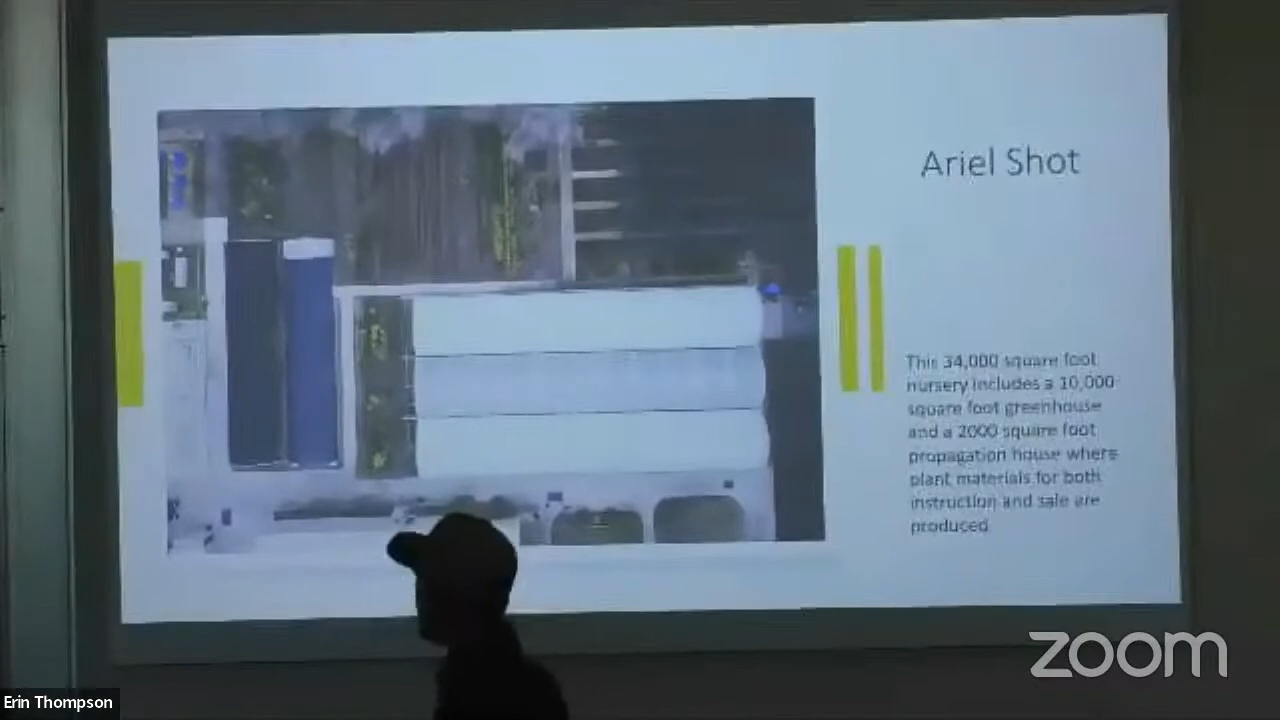 Ariel Shot
This 34,000 square foot
nursery includes a 10,000
square foot greenhouse
and a 2000 square foot
propagation house where
plant materials for both
instruction and sale are
produced
zoom
Erin Thompson